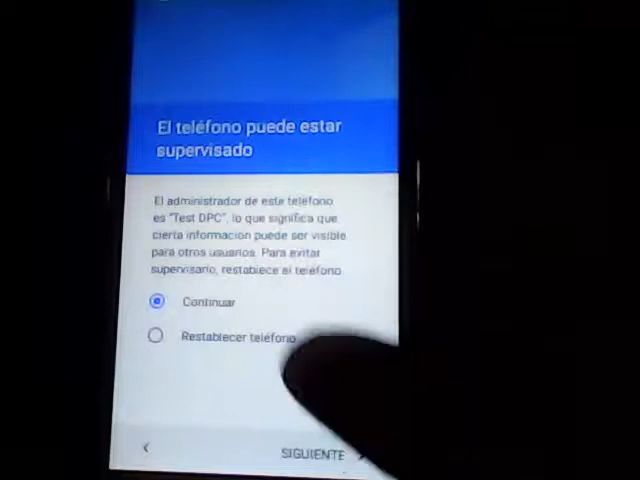 El teléfono puede estar
supervisado
El administrador de este teléfono
es "Test DPC", lo que significa que
cierta información puede ser visible
para otros usuarios. Para evitar
supervisarlo, restablece el teléfono.
Continuar
Restablecer teléfono
SIGUIENTE